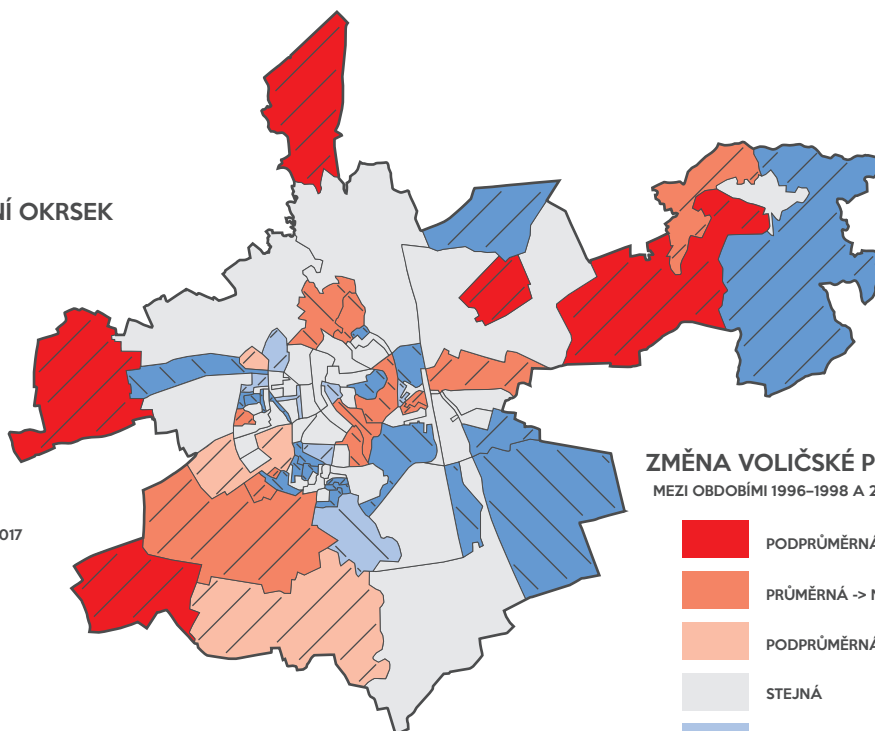 NÍ OKRSEK
017
ZMĚNA VOLIČSKÉ P
MEZI OBDOBÍMI 1996–1998 A 2
PODPRŮMĚRNÁ
PRŮMĚRNÁ -> N
PODPRŮMĚRNÁ
STEJNÁ